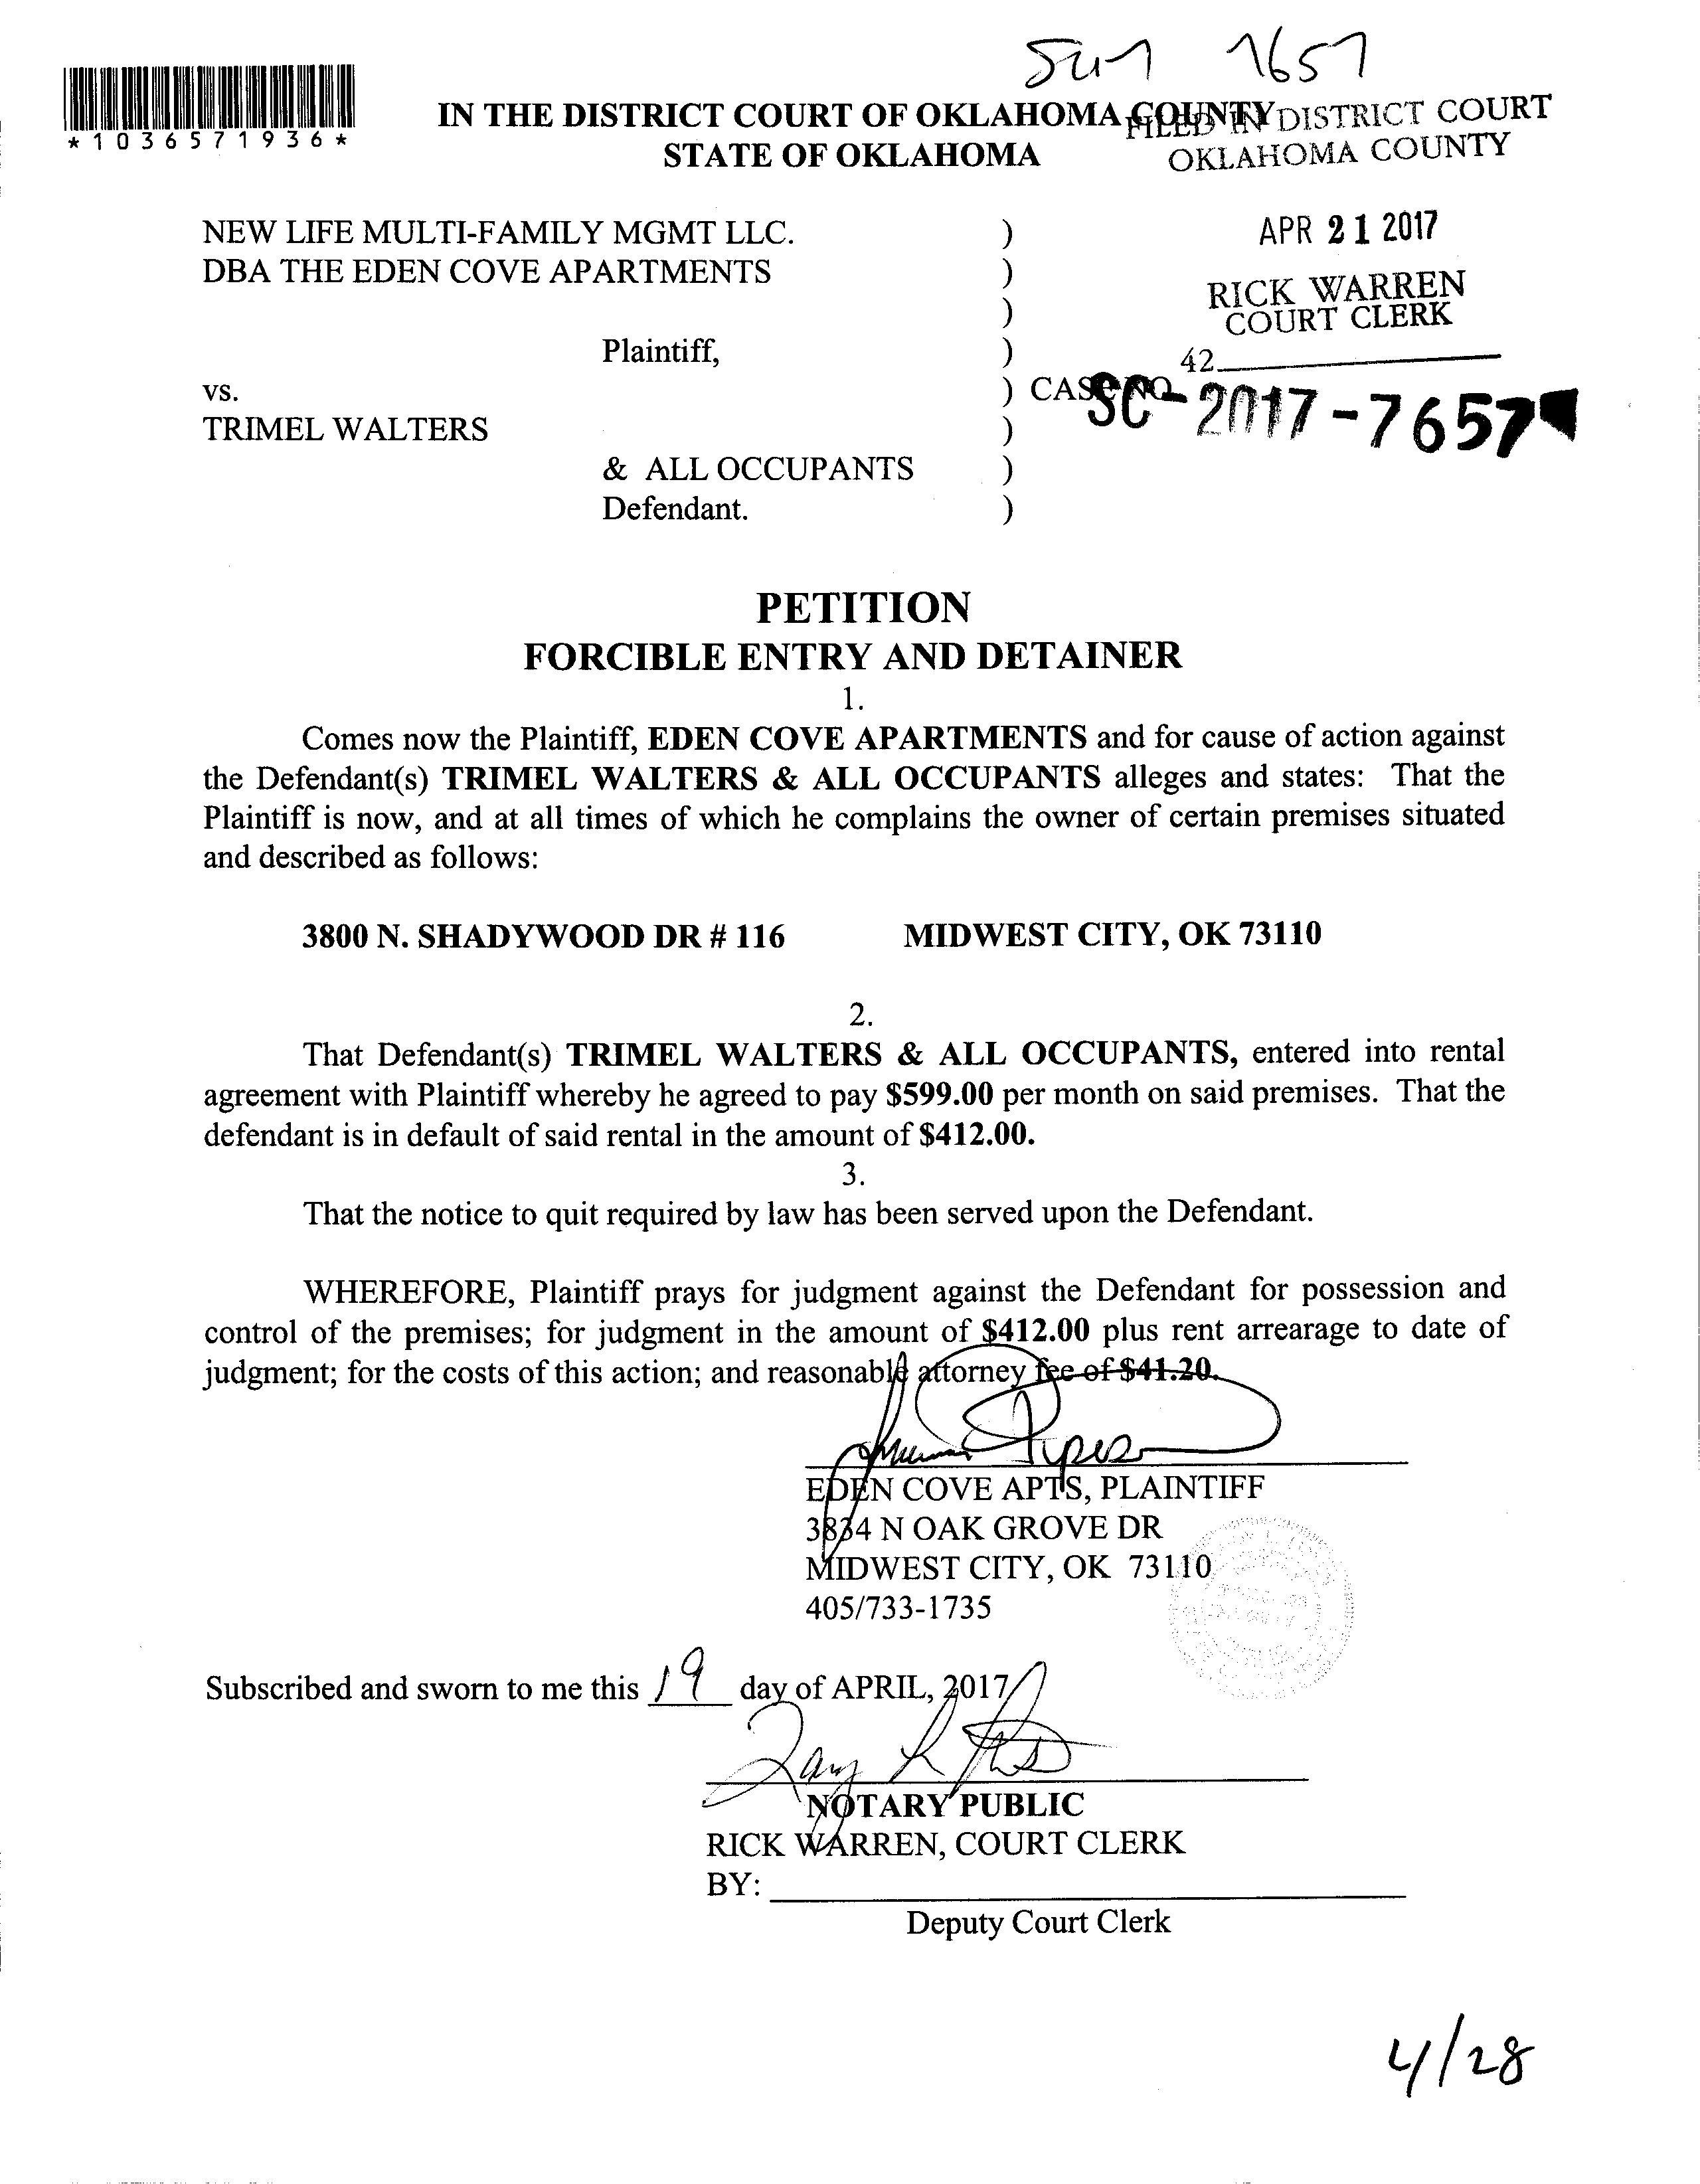 7657
*1036571936*
IN THE DISTRICT COURT OF OKLAHOMA COUNTY
STATE OF OKLAHOMA
FILED IN DISTRICT COURT
OKLAHOMA COUNTY
NEW LIFE MULTI-FAMILY MGMT LLC. )
DBA THE EDEN COVE APARTMENTS )
)
APR 21 2017
RICK WARREN
COURT CLERK
42
Plaintiff, )
vs. ) CASE NO.
SC-2017-7657
TRIMEL WALTERS )
& ALL OCCUPANTS )
Defendant. )
PETITION
FORCIBLE ENTRY AND DETAINER
1.
Comes now the Plaintiff, EDEN COVE APARTMENTS and for cause of action against
the Defendant(s) TRIMEL WALTERS & ALL OCCUPANTS alleges and states: That the
Plaintiff is now, and at all times of which he complains the owner of certain premises situated
and described as follows:
3800 N. SHADYWOOD DR # 116 MIDWEST CITY, OK 73110
2.
That Defendant(s) TRIMEL WALTERS & ALL OCCUPANTS, entered into rental
agreement with Plaintiff whereby he agreed to pay $599.00 per month on said premises. That the
defendant is in default of said rental in the amount of $412.00.
3.
That the notice to quit required by law has been served upon the Defendant.
WHEREFORE, Plaintiff prays for judgment against the Defendant for possession and
control of the premises; for judgment in the amount of $412.00 plus rent arrearage to date of
judgment; for the costs of this action; and reasonable attorney fee of $41.20.
EDEN COVE APTS, PLAINTIFF
3834 N OAK GROVE DR
MIDWEST CITY, OK 73110
405/733-1735
Subscribed and sworn to me this 19 day of APRIL, 2017
NOTARY PUBLIC
RICK WARREN, COURT CLERK
BY:
Deputy Court Clerk
4/28